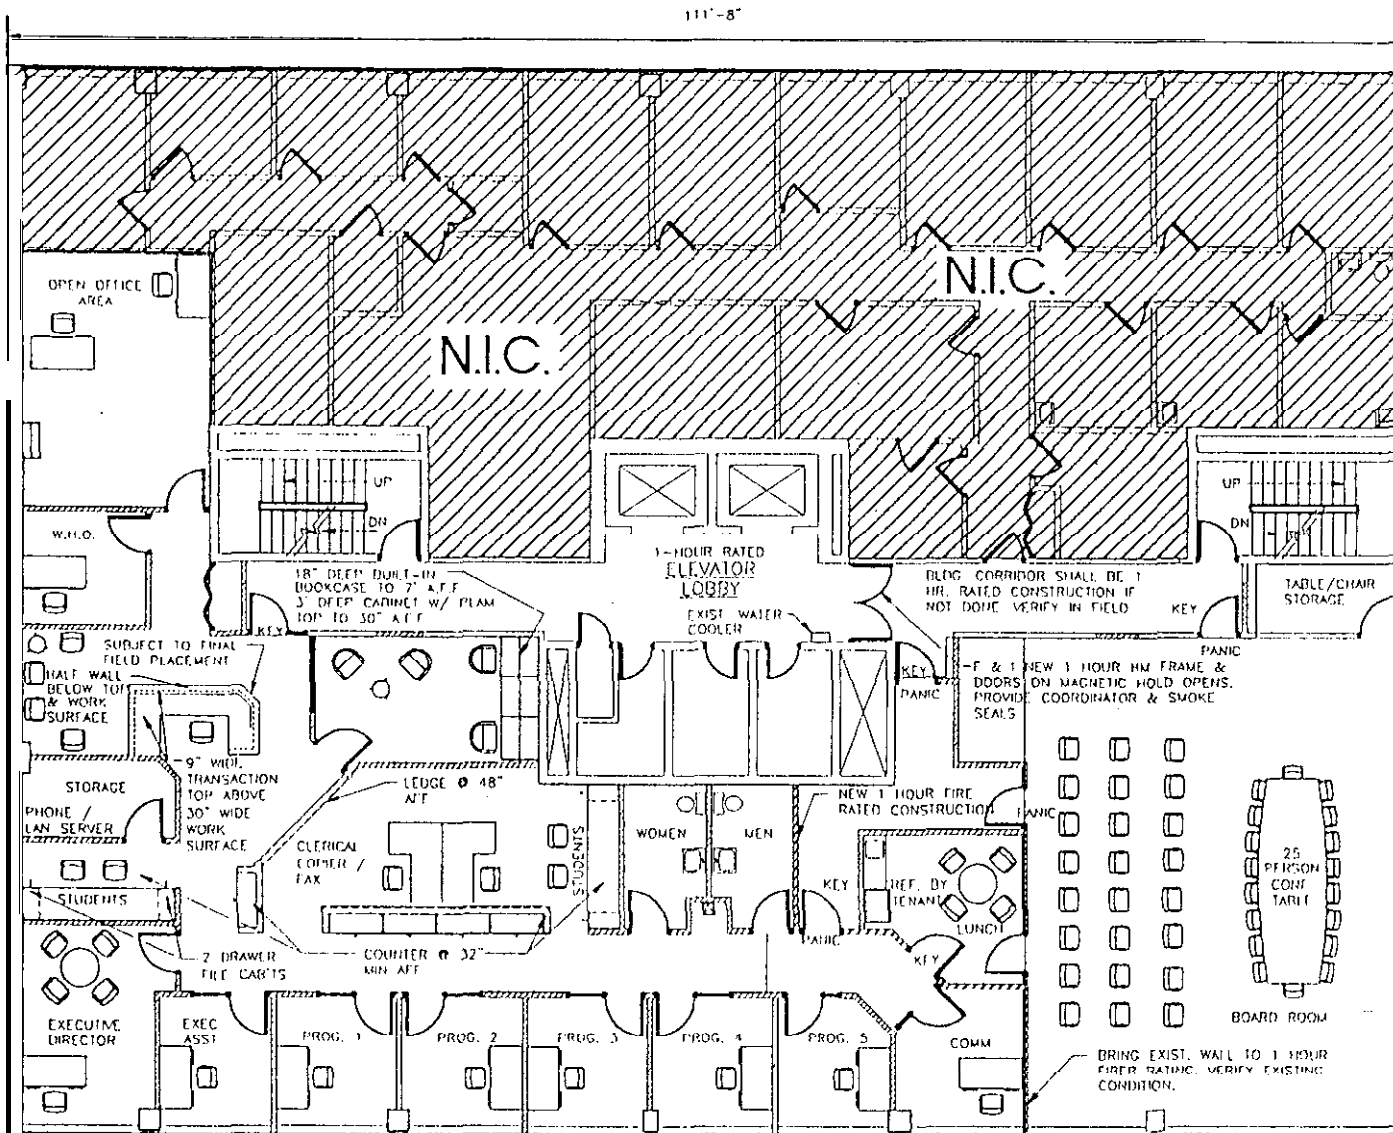 111'-8"
N.I.C.
N.I.C.
OPEN OFFICE
AREA
UP
DN
UP
DN
W.H.O.
1-HOUR RATED
ELEVATOR
LOBBY
EXIST. WATER
COOLER
18" DEEP BUILT-IN
BOOKCASE TO 7' A.F.F
3' DEEP CABINET W/ PLAM
TOP TO 30" A.F.F
BLDG CORRIDOR SHALL BE 1
HR. RATED CONSTRUCTION IF
NOT DONE VERIFY IN FIELD
KEY
TABLE/CHAIR
STORAGE
KEY
PANIC
SUBJECT TO FINAL
FIELD PLACEMENT
HALF WALL
BELOW TOP
& WORK
SURFACE
KEY
PANIC
F & I NEW 1 HOUR HM FRAME &
DOORS ON MAGNETIC HOLD OPENS.
PROVIDE COORDINATOR & SMOKE
SEALS
9" WIDE
TRANSACTION
TOP ABOVE
30" WIDE
WORK
SURFACE
STORAGE
PHONE /
LAN SERVER
LEDGE @ 48"
AFF
NEW 1 HOUR FIRE
RATED CONSTRUCTION
PANIC
CLERICAL
COPIER /
FAX
STUDENTS
WOMEN
MEN
25
PERSON
CONF
TABLE
KEY
REF. BY
TENANT
LUNCH
STUDENTS
2 DRAWER
FILE CAB'TS
COUNTER @ 32"
MIN AFF
PANIC
KEY
EXECUTIVE
DIRECTOR
EXEC
ASST
PROG. 1
PROG. 2
PROG. 3
PROG. 4
PROG. 5
COMM
BOARD ROOM
BRING EXIST. WALL TO 1 HOUR
FIBER RATING. VERIFY EXISTING
CONDITION.